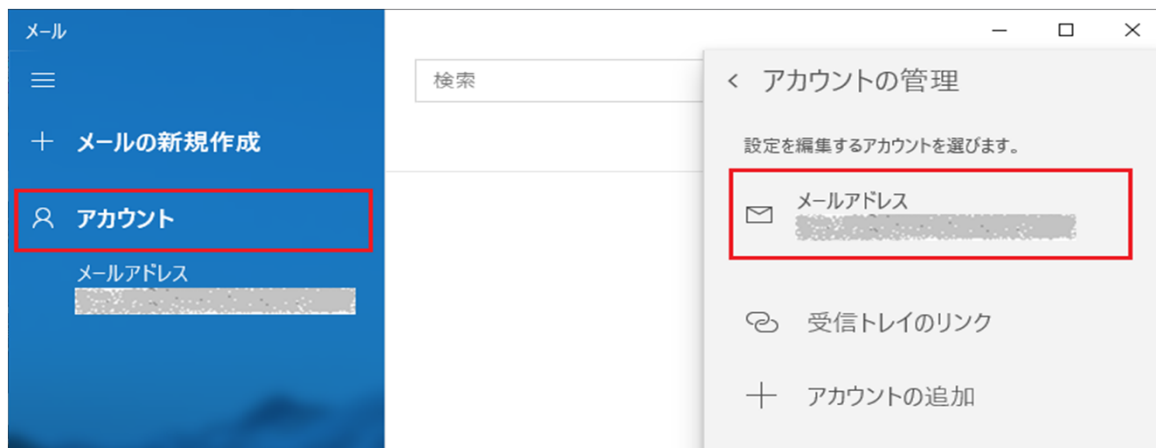 メール
メールの新規作成
アカウント
メールアドレス
検索
アカウントの管理
設定を編集するアカウントを選びます。
メールアドレス
受信トレイのリンク
アカウントの追加